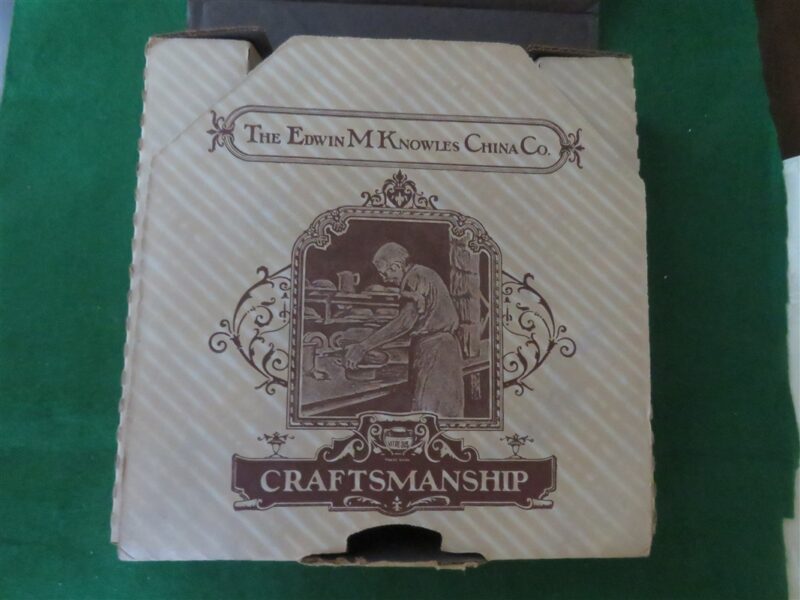 THE EDWIN M KNOWLES CHINA CO.
CRAFTSMANSHIP